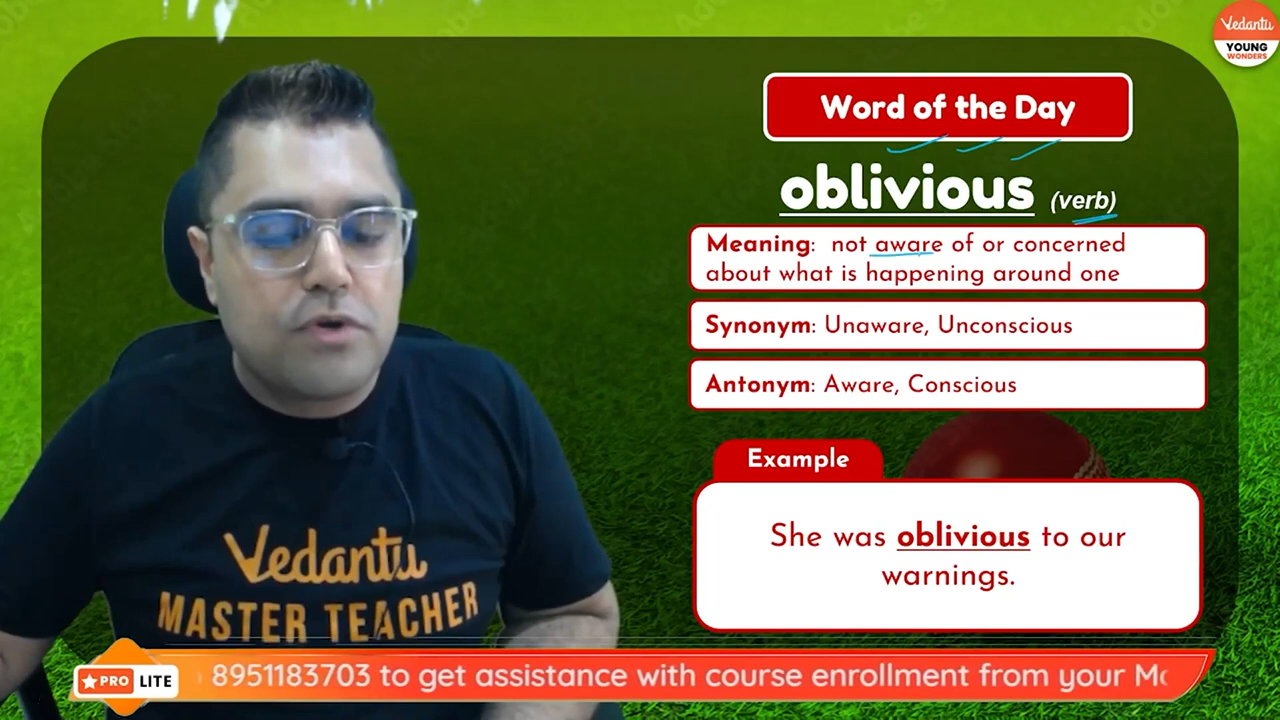 Vedantu
YOUNG
WONDERS
Word of the Day
oblivious (verb)
Meaning: not aware of or concerned
about what is happening around one
Synonym: Unaware, Unconscious
Antonym: Aware, Conscious
Example
She was oblivious to our
warnings.
Vedantu
MASTER TEACHER
PRO LITE
8951183703 to get assistance with course enrollment from your